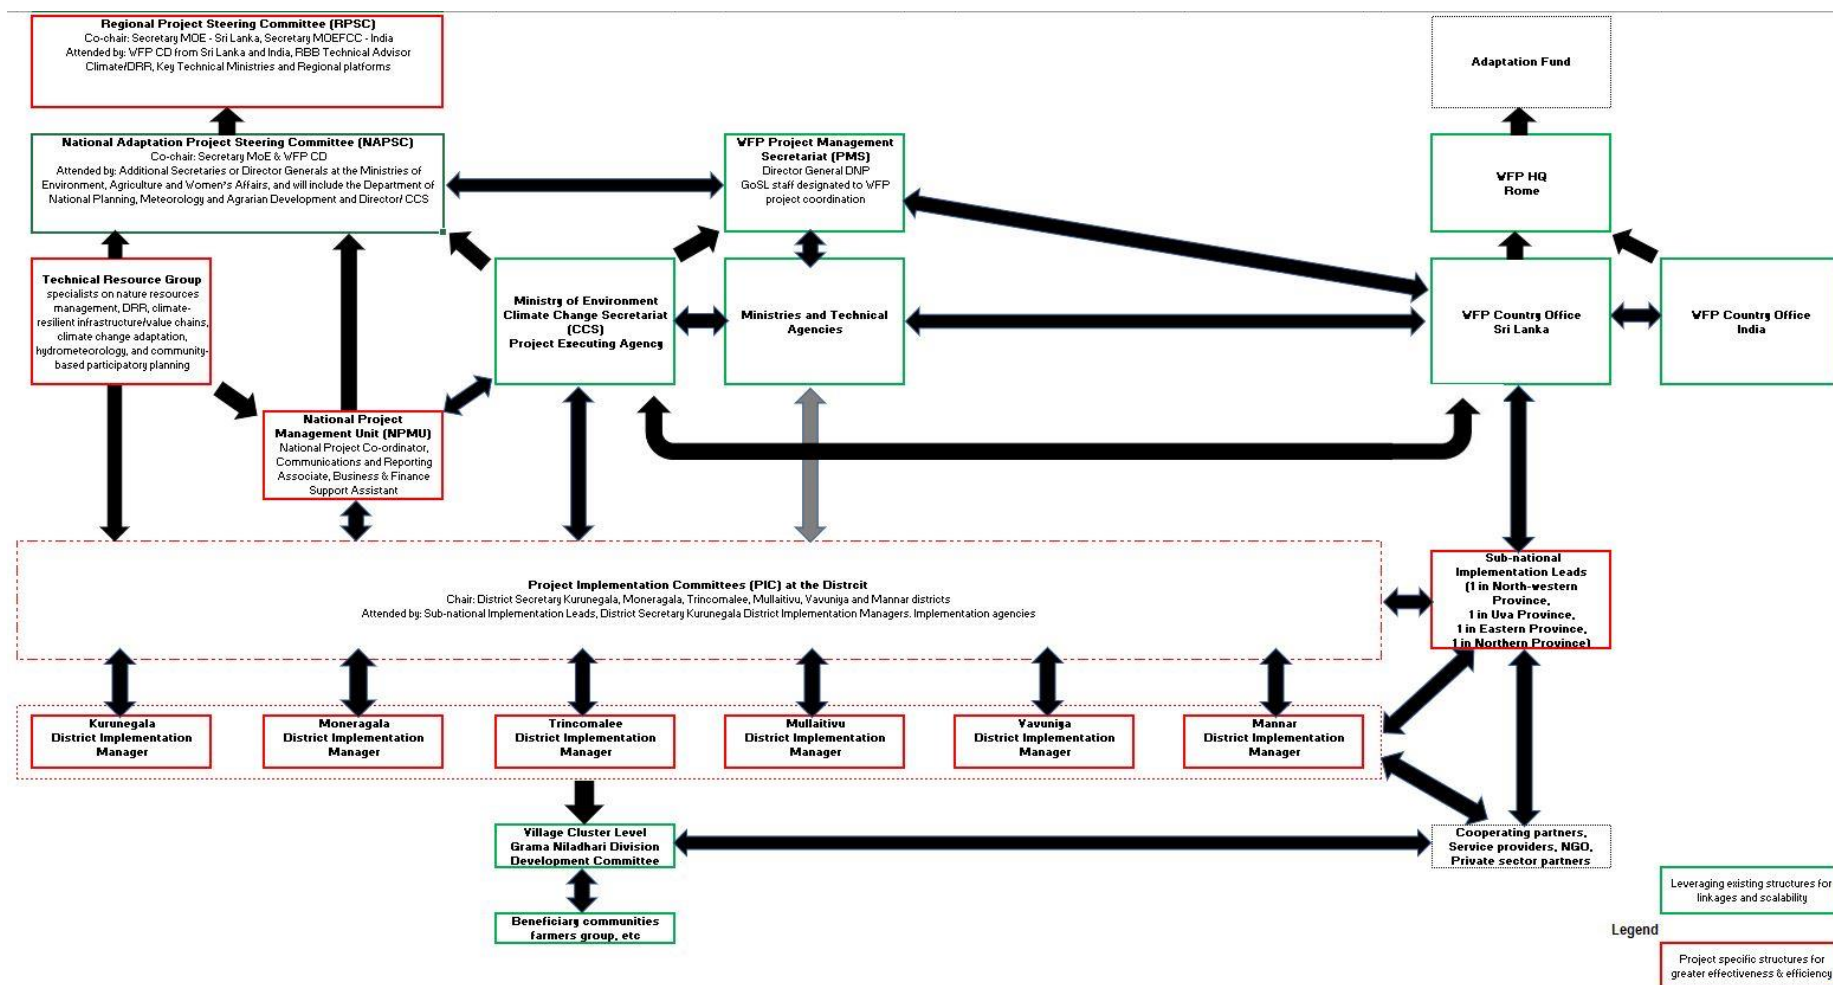 Regional Project Steering Committee (RPSC)
Co-chair: Secretary MOE - Sri Lanka, Secretary MOEFCC - India
Attended by: WFP CD from Sri Lanka and India, RBB Technical Advisor
Climate/DRR, Key Technical Ministries and Regional platforms
Adaptation Fund
National Adaptation Project Steering Committee (NAPSC)
Co-chair: Secretary MoE & WFP CD
Attended by: Additional Secretaries or Director Generals at the Ministries of
Environment, Agriculture and Women's Affairs, and will include the Department of
National Planning, Meteorology and Agrarian Development and Director/ CCS
WFP Project Management
Secretariat (PMS)
Director General DNP
GoSL staff designated to WFP
project coordination
WFP HQ
Rome
Technical Resource Group
specialists on nature resources
management, DRR, climate-
resilient infrastructure/value chains,
climate change adaptation,
hydrometeorology, and community-
based participatory planning
Ministry of Environment
Climate Change Secretariat
(CCS)
Project Executing Agency
Ministries and Technical
Agencies
WFP Country Office
Sri Lanka
WFP Country Office
India
National Project
Management Unit (NPMU)
National Project Co-ordinator,
Communications and Reporting
Associate, Business & Finance
Support Assistant
Project Implementation Committees (PIC) at the Distrcit
Chair: District Secretary Kurunegala, Moneragala, Trincomalee, Mullaitivu, Vavuniya and Mannar districts
Attended by: Sub-national Implementation Leads, District Secretary Kurunegala District Implementation Managers. Implementation agencies
Sub-national
Implementation Leads
(1 in North-western
Province,
1 in Uva Province,
1 in Eastern Province,
1 in Northern Province)
Kurunegala
District Implementation
Manager
Moneragala
District Implementation
Manager
Trincomalee
District Implementation
Manager
Mullaitivu
District Implementation
Manager
Vavuniya
District Implementation
Manager
Mannar
District Implementation
Manager
Village Cluster Level
Grama Niladhari Division
Development Committee
Cooperating partners,
Service providers, NGO,
Private sector partners
Beneficiary communities
farmers group, etc
Leveraging existing structures for
linkages and scalability
Legend
Project specific structures for
greater effectiveness & efficiency